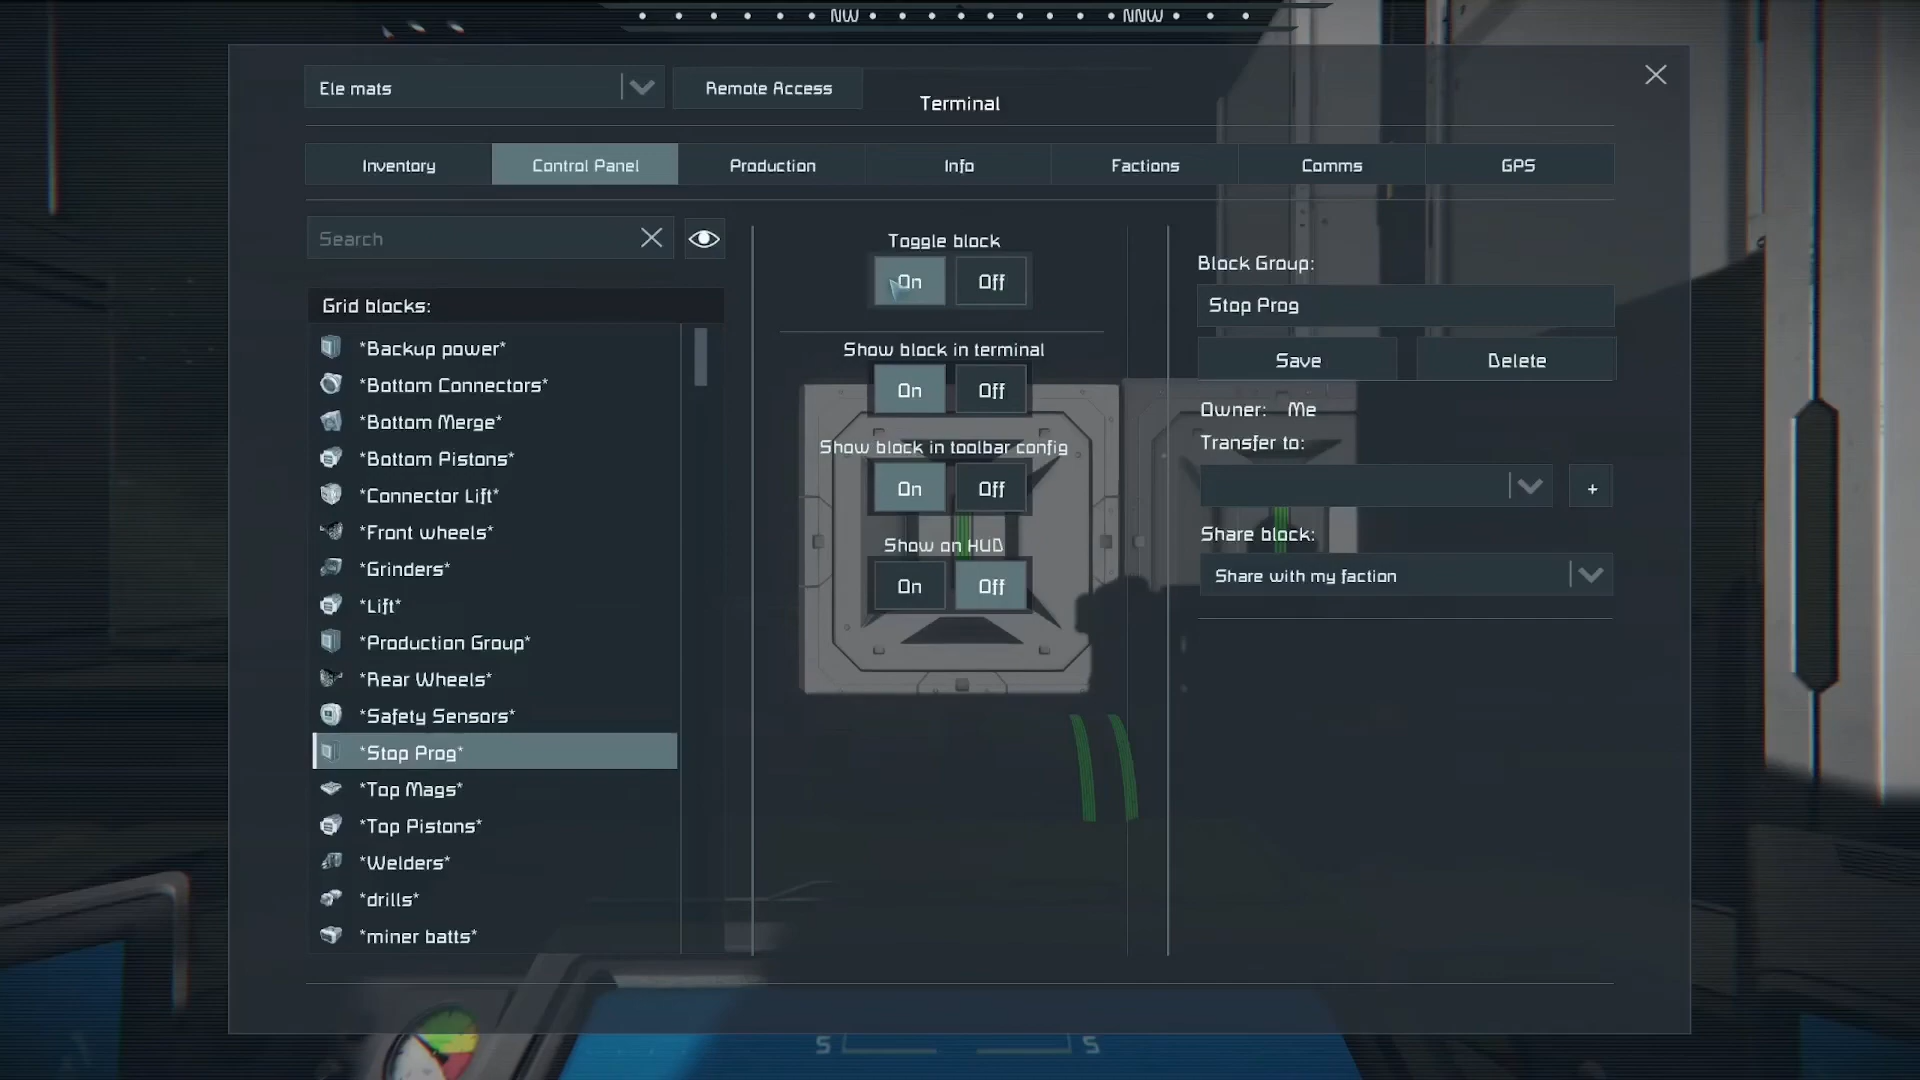 NW NNW
Ele mats
Remote Access
Terminal
Inventory
Control Panel
Production
Info
Factions
Comms
GPS
Search
Grid blocks:
*Backup power*
*Bottom Connectors*
*Bottom Merge*
*Bottom Pistons*
*Connector Lift*
*Front wheels*
*Grinders*
*Lift*
*Production Group*
*Rear Wheels*
*Safety Sensors*
*Stop Prog*
*Top Mags*
*Top Pistons*
*Welders*
*drills*
*miner batts*
Toggle block
On Off
Show block in terminal
On Off
Show block in toolbar config
On Off
Show on HUD
On Off
Block Group:
Stop Prog
Save Delete
Owner: Me
Transfer to:
+
Share block:
Share with my faction
S S